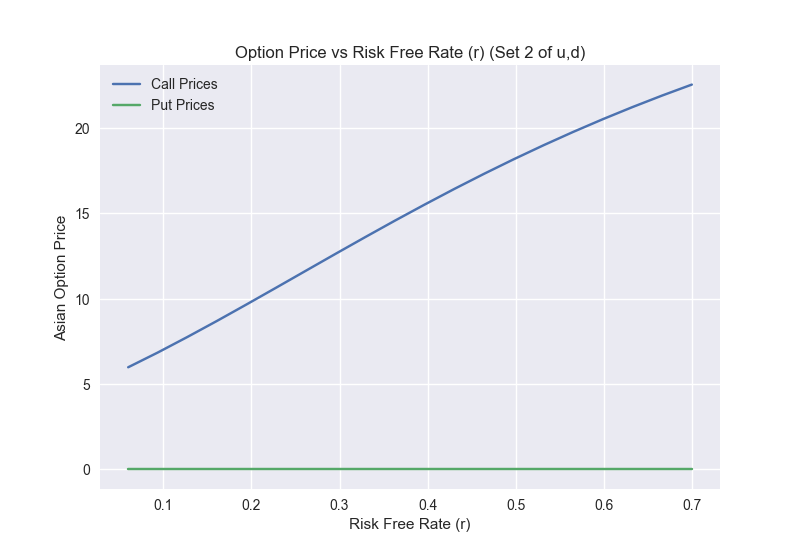 Option Price vs Risk Free Rate (r) (Set 2 of u,d)
Call Prices
Put Prices
Asian Option Price
20
15
10
5
0
0.1 0.2 0.3 0.4 0.5 0.6 0.7
Risk Free Rate (r)